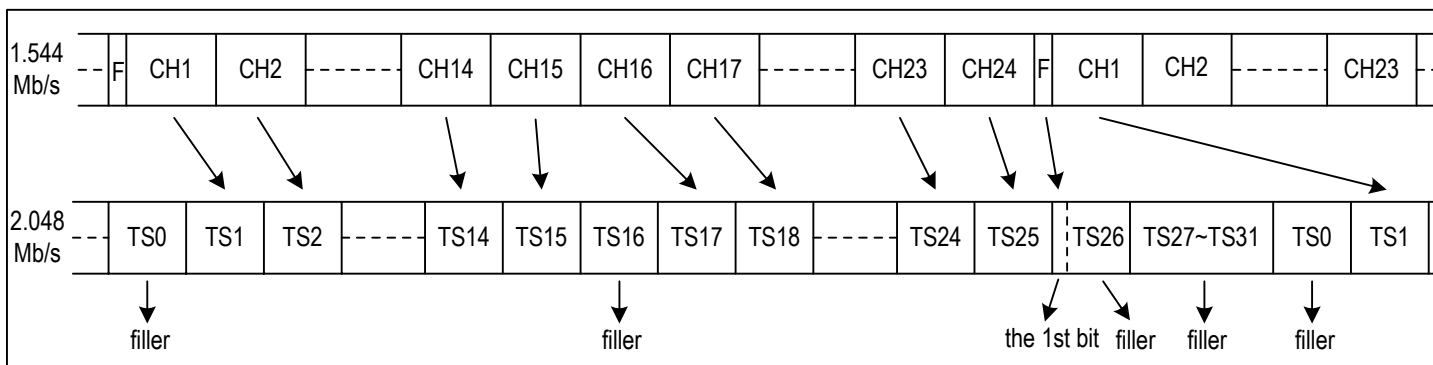 1.544 Mb/s
F CH1 CH2 CH14 CH15 CH16 CH17 CH23 CH24 F CH1 CH2 CH23
2.048 Mb/s
TS0 TS1 TS2 TS14 TS15 TS16 TS17 TS18 TS24 TS25 TS26 TS27~TS31 TS0 TS1
filler filler the 1st bit filler filler filler